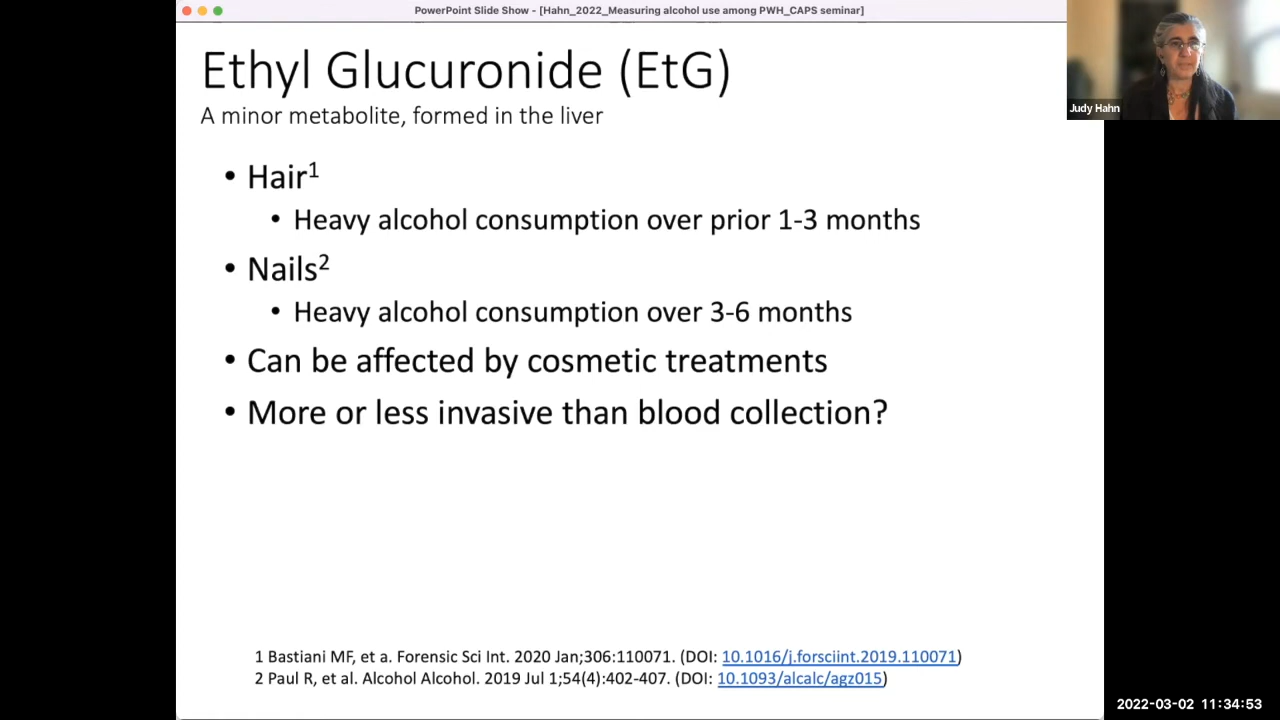 PowerPoint Slide Show - [Hahn_2022_Measuring alcohol use among PWH_CAPS seminar]
Ethyl Glucuronide (EtG)
A minor metabolite, formed in the liver
Judy Hahn
• Hair¹
• Heavy alcohol consumption over prior 1-3 months
• Nails²
• Heavy alcohol consumption over 3-6 months
• Can be affected by cosmetic treatments
• More or less invasive than blood collection?
1 Bastiani MF, et a. Forensic Sci Int. 2020 Jan;306:110071. (DOI: 10.1016/j.forsciint.2019.110071)
2 Paul R, et al. Alcohol Alcohol. 2019 Jul 1;54(4):402-407. (DOI: 10.1093/alcalc/agz015)
2022-03-02 11:34:53